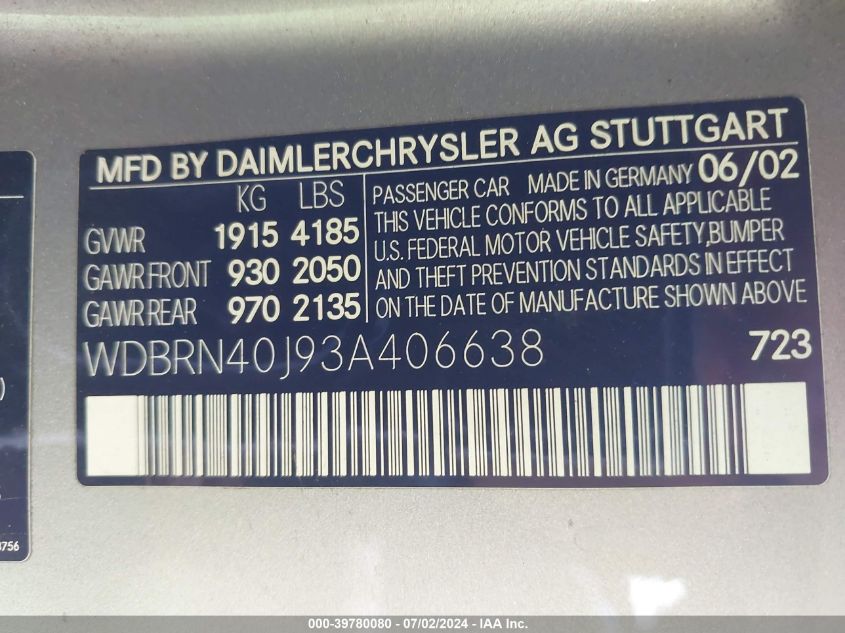 MFD BY DAIMLERCHRYSLER AG STUTTGART
KG LBS
GVWR 1915 4185
GAWR FRONT 930 2050
GAWR REAR 970 2135
PASSENGER CAR MADE IN GERMANY 06/02
THIS VEHICLE CONFORMS TO ALL APPLICABLE
U.S. FEDERAL MOTOR VEHICLE SAFETY,BUMPER
AND THEFT PREVENTION STANDARDS IN EFFECT
ON THE DATE OF MANUFACTURE SHOWN ABOVE
WDBRN40J93A406638 723
000-39780080 - 07/02/2024 - IAA Inc.